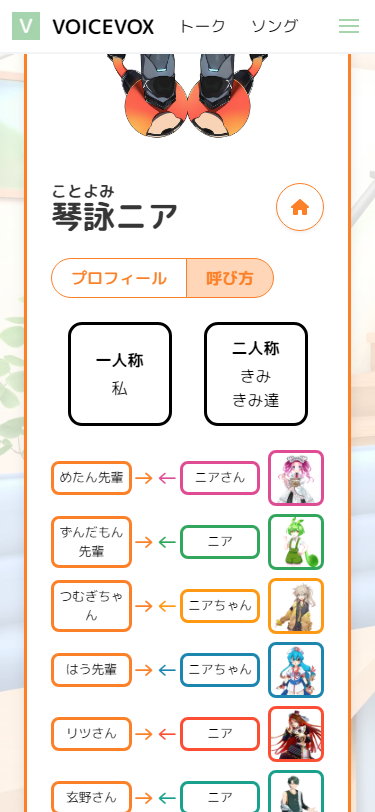 V VOICEVOX トーク ソング
ことよみ
琴詠ニア
プロフィール 呼び方
一人称
私
二人称
きみ
きみ達
めたん先輩 → ← ニアさん
ずんだもん
先輩 → ← ニア
つむぎちゃ
ん → ← ニアちゃん
はう先輩 → ← ニアちゃん
リツさん → ← ニア
玄野さん → ← ニア